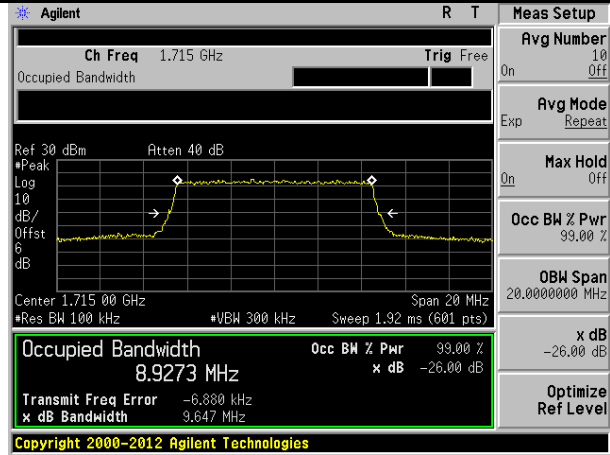 Agilent R T
Ch Freq 1.715 GHz Trig Free
Occupied Bandwidth
Ref 30 dBm Atten 40 dB
#Peak
Log
10
dB/
Offst
6
dB
Center 1.715 00 GHz Span 20 MHz
#Res BW 100 kHz #VBW 300 kHz Sweep 1.92 ms (601 pts)
Occupied Bandwidth Occ BW % Pwr 99.00 %
8.9273 MHz x dB -26.00 dB
Transmit Freq Error -6.880 kHz
x dB Bandwidth 9.647 MHz
Copyright 2000-2012 Agilent Technologies
Meas Setup
Avg Number
10
On Off
Avg Mode
Exp Repeat
Max Hold
On Off
Occ BW % Pwr
99.00 %
OBW Span
20.0000000 MHz
x dB
-26.00 dB
Optimize
Ref Level